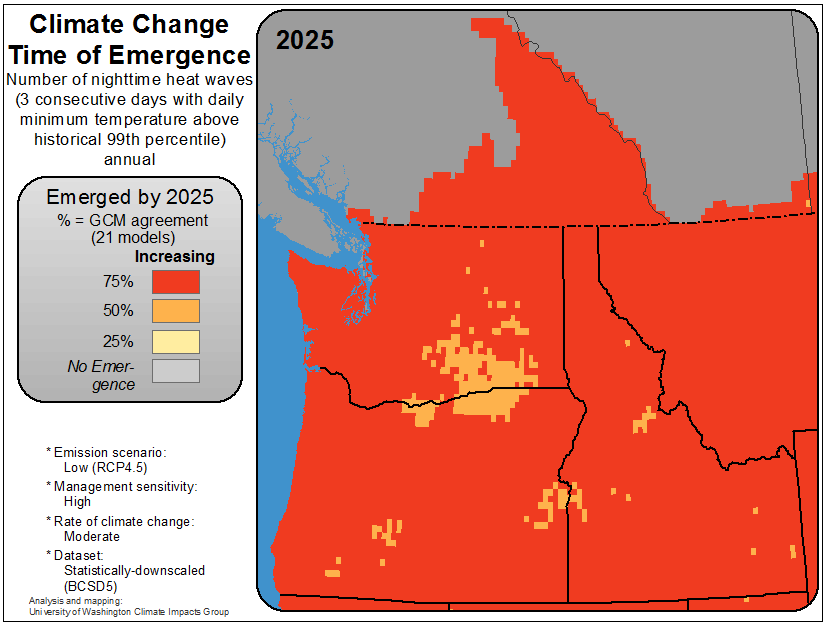 Climate Change
Time of Emergence
Number of nighttime heat waves
(3 consecutive days with daily
minimum temperature above
historical 99th percentile)
annual
2025
Emerged by 2025
% = GCM agreement
(21 models)
Increasing
75%
50%
25%
No Emer-
gence
* Emission scenario:
Low (RCP4.5)
* Management sensitivity:
High
* Rate of climate change:
Moderate
* Dataset:
Statistically-downscaled
(BCSD5)
Analysis and mapping:
University of Washington Climate Impacts Group